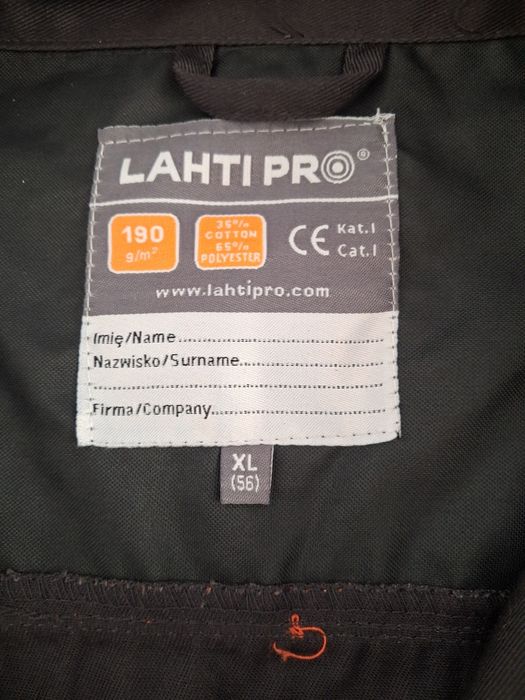 LAHTI PRO®
190
g/m²
35%
COTTON
65%
POLYESTER
CE
Kat.I
Cat.I
www.lahtipro.com
Imię/Name
Nazwisko/Surname
Firma/Company
XL
(56)